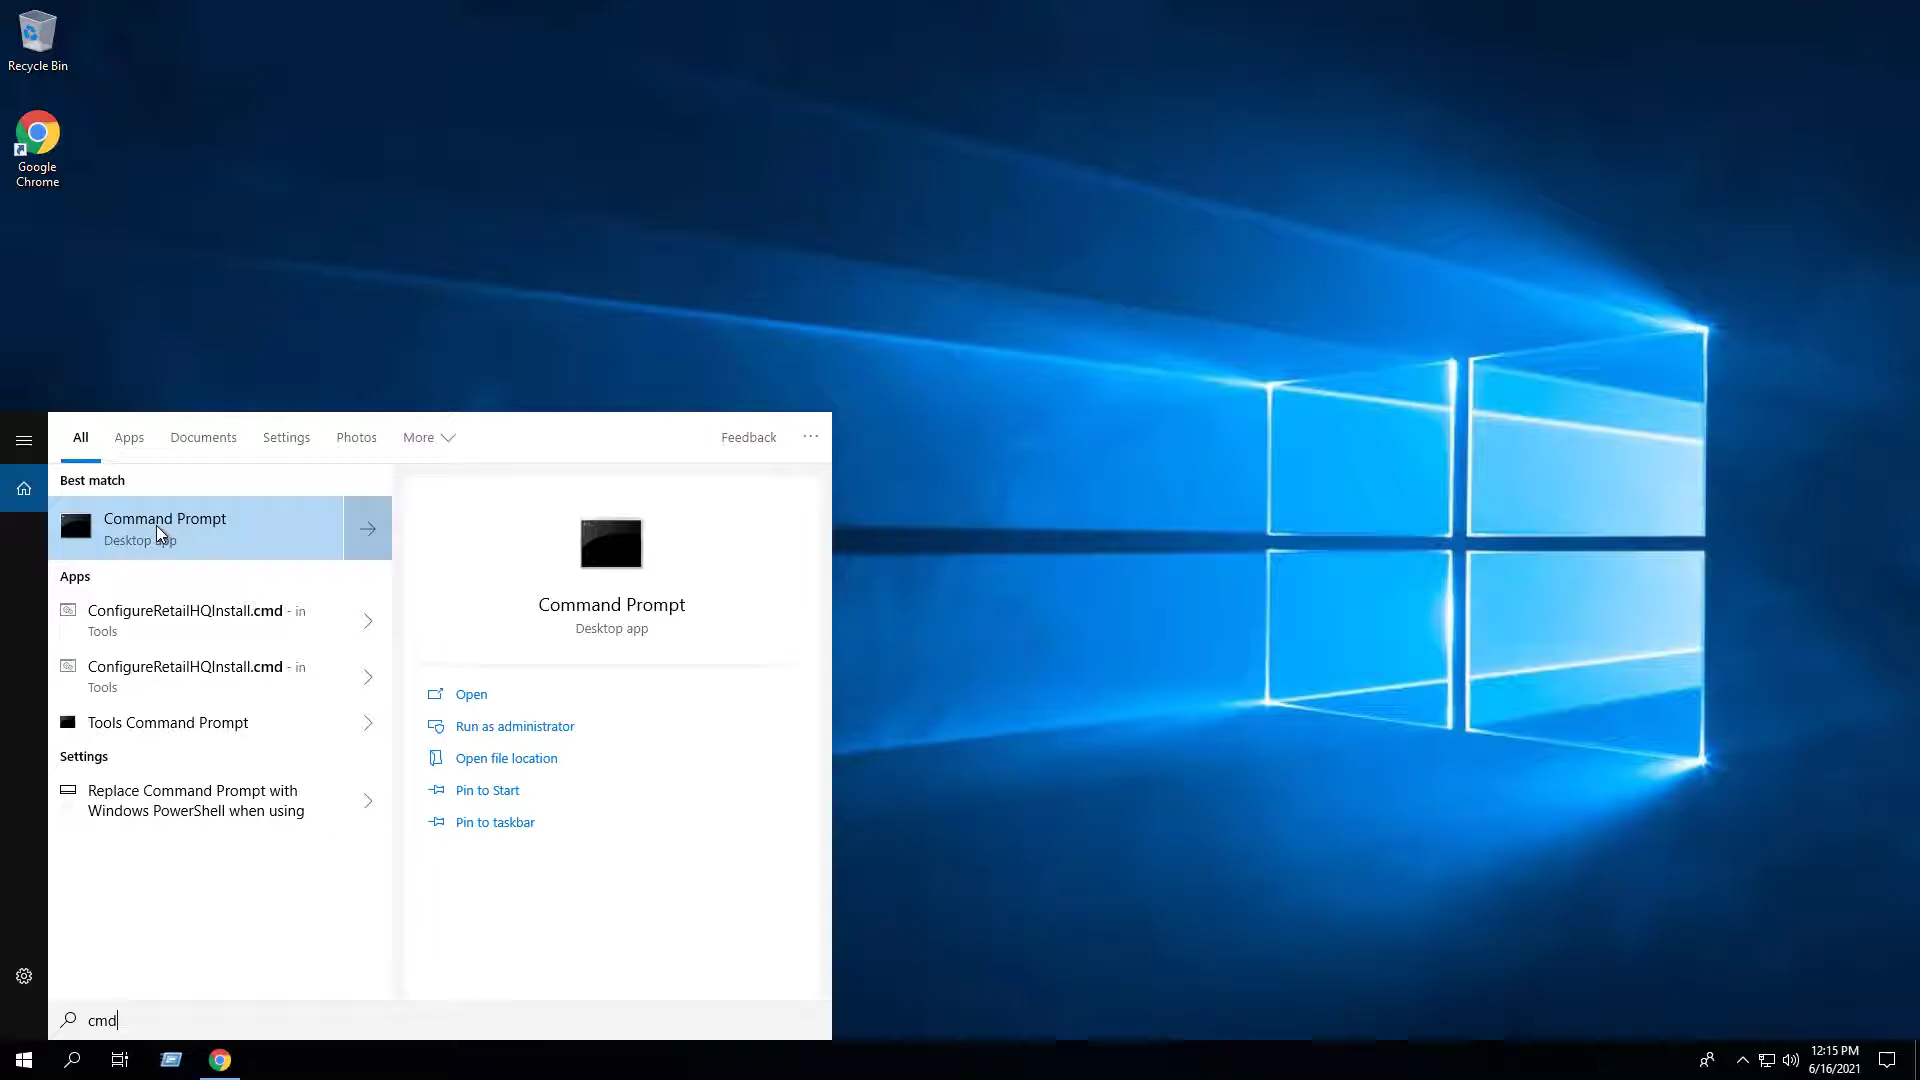 Recycle Bin
Google
Chrome
All
Apps
Documents
Settings
Photos
More
Feedback
Best match
Command Prompt
Desktop app
Apps
ConfigureRetailHQInstall.cmd - in
Tools
ConfigureRetailHQInstall.cmd - in
Tools
Tools Command Prompt
Settings
Replace Command Prompt with
Windows PowerShell when using
Command Prompt
Desktop app
Open
Run as administrator
Open file location
Pin to Start
Pin to taskbar
cmd
12:15 PM
6/16/2021